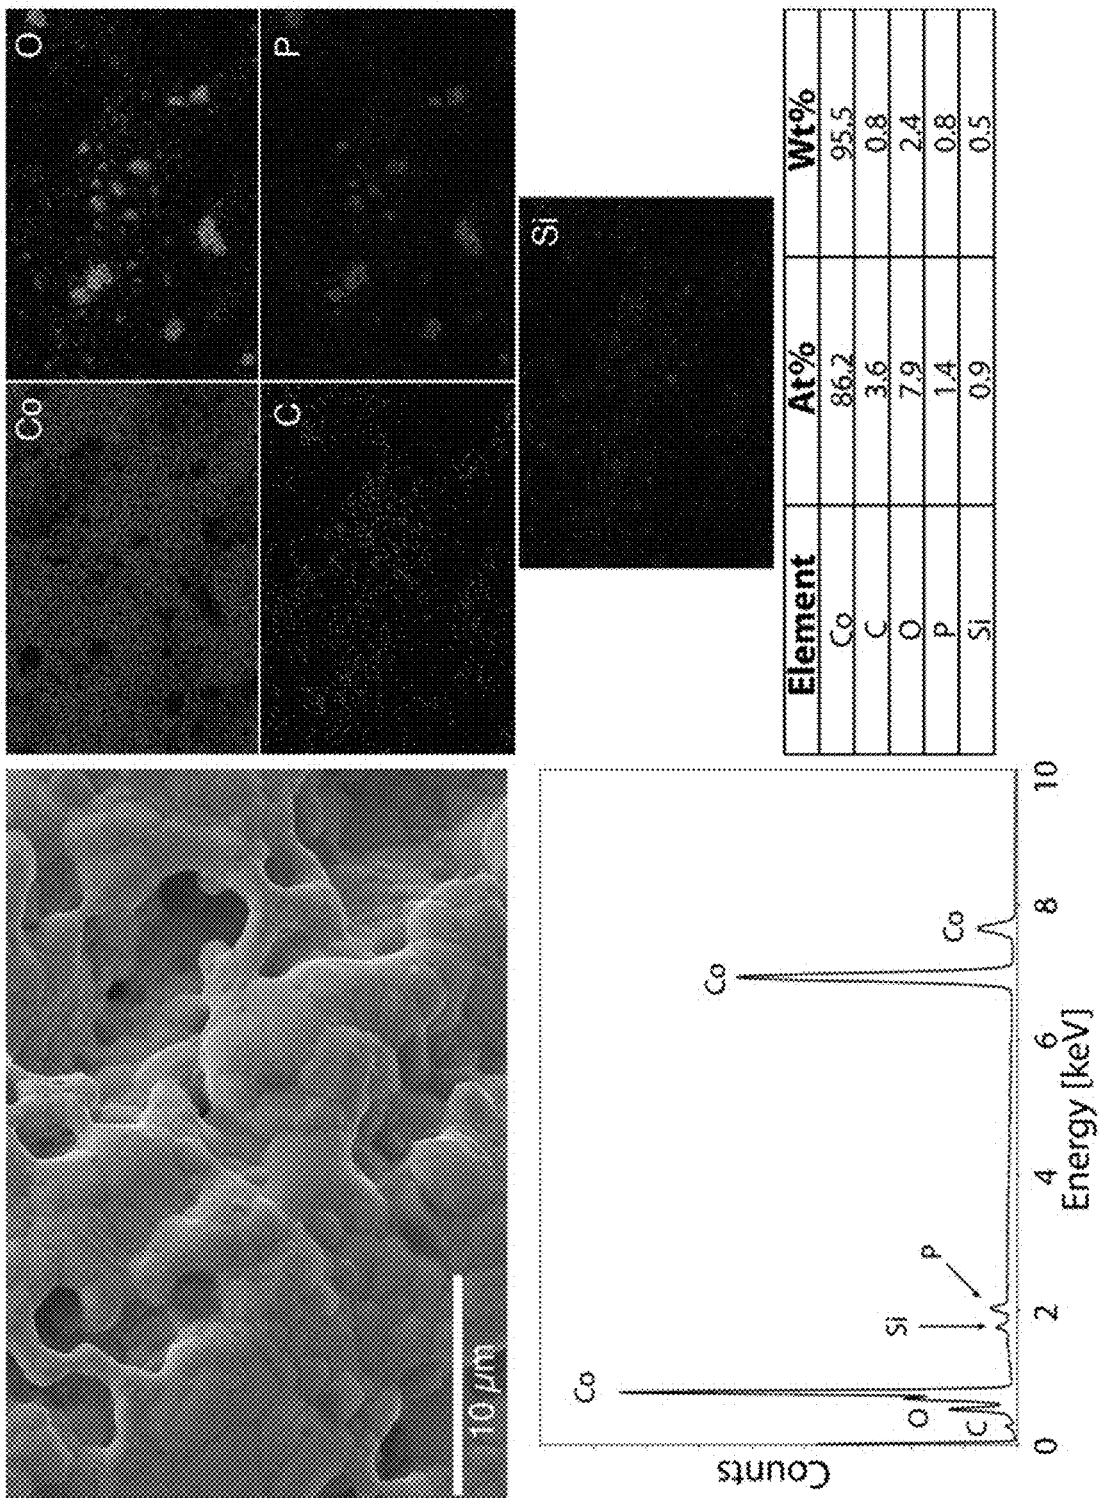 10 µm
Co
O
C
P
Si
Counts
Co
O
C
Si
P
Co
Co
0
2
4
6
8
10
Energy [keV]
Element At% Wt%
Co 86.2 95.5
C 3.6 0.8
O 7.9 2.4
P 1.4 0.8
Si 0.9 0.5